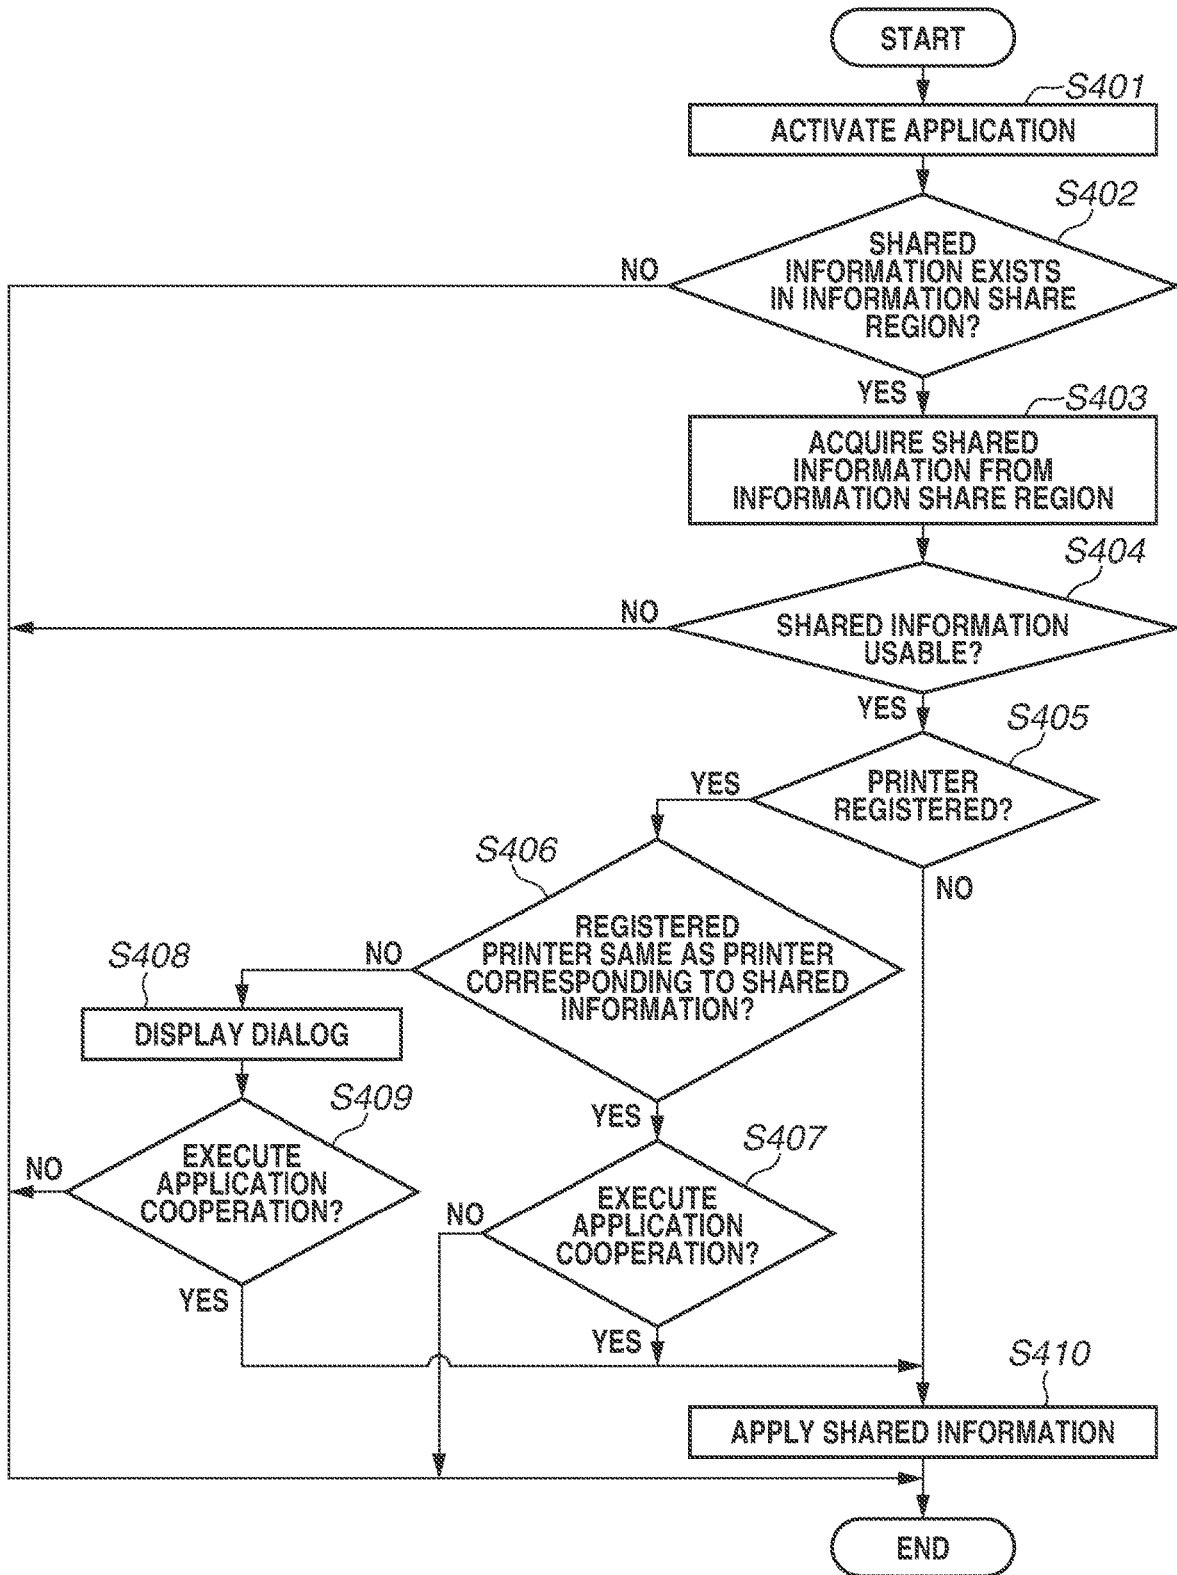 START
S401
ACTIVATE APPLICATION
S402
SHARED
INFORMATION EXISTS
IN INFORMATION SHARE
REGION?
NO
YES
S403
ACQUIRE SHARED
INFORMATION FROM
INFORMATION SHARE REGION
S404
NO
SHARED INFORMATION
USABLE?
YES
S405
YES
PRINTER
REGISTERED?
NO
S406
REGISTERED
PRINTER SAME AS PRINTER
CORRESPONDING TO SHARED
INFORMATION?
NO
YES
S408
DISPLAY DIALOG
S409
NO
EXECUTE
APPLICATION
COOPERATION?
YES
S407
NO
EXECUTE
APPLICATION
COOPERATION?
YES
S410
APPLY SHARED INFORMATION
END